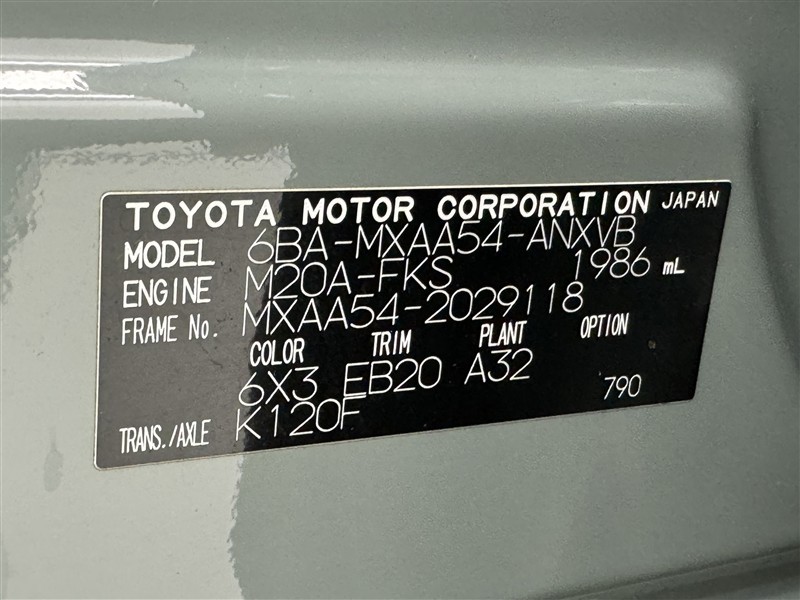 TOYOTA MOTOR CORPORATION JAPAN
MODEL 6BA-MXAA54-ANXVB
ENGINE M20A-FKS 1986 mL
FRAME No. MXAA54-2029118
COLOR TRIM PLANT OPTION
6X3 EB20 A32
TRANS./AXLE K120F 790